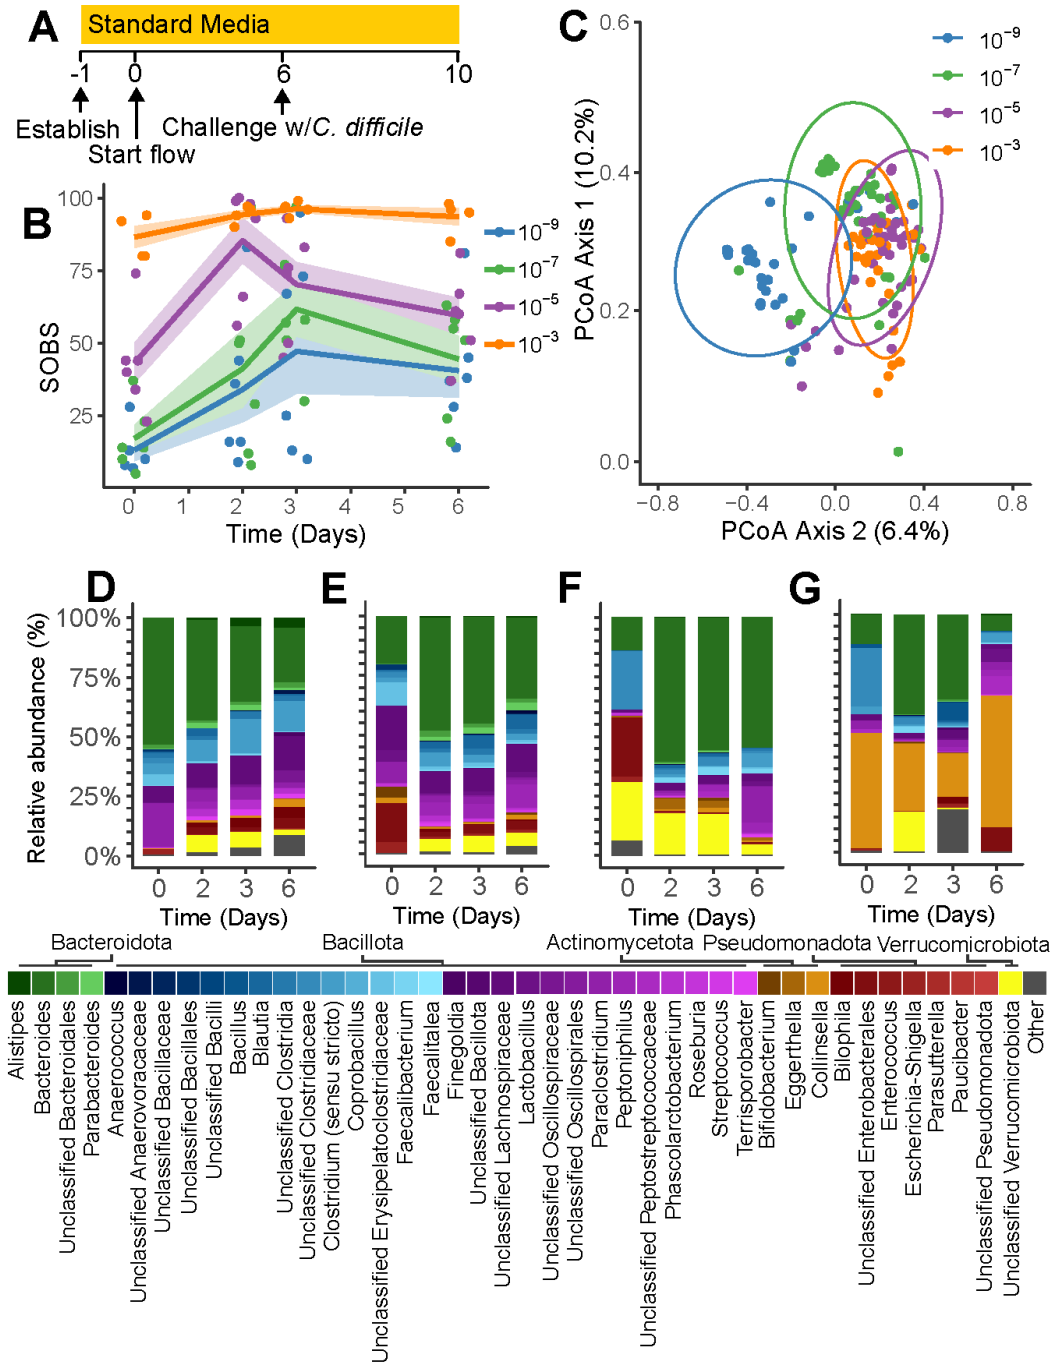 A
Standard Media
-1
0
6
10
Establish
Start flow
Challenge w/C. difficile
B
SOBS
100
75
50
25
0
1
2
3
4
5
6
Time (Days)
10⁻⁹
10⁻⁷
10⁻⁵
10⁻³
C
PCoA Axis 1 (10.2%)
0.6
0.4
0.2
0.0
−0.8
−0.4
0.0
0.4
0.8
PCoA Axis 2 (6.4%)
10⁻⁹
10⁻⁷
10⁻⁵
10⁻³
D
Relative abundance (%)
100%
75%
50%
25%
0%
0
2
3
6
Time (Days)
E
0
2
3
6
Time (Days)
F
0
2
3
6
Time (Days)
G
0
2
3
6
Time (Days)
Bacteroidota
Bacillota
Actinomycetota
Pseudomonadota
Verrucomicrobiota
Alistipes
Bacteroides
Unclassified Bacteroidales
Parabacteroides
Anaerococcus
Unclassified Anaerovoracaceae
Unclassified Bacillaceae
Unclassified Bacillales
Unclassified Bacilli
Bacillus
Blautia
Unclassified Clostridia
Unclassified Clostridiaceae
Clostridium (sensu stricto)
Coprobacillus
Unclassified Erysipelatoclostridiaceae
Faecalibacterium
Faecalitalea
Finegoldia
Unclassified Bacillota
Unclassified Lachnospiraceae
Lactobacillus
Unclassified Oscillospiraceae
Unclassified Oscillospirales
Paraclostridium
Peptoniphilus
Unclassified Peptostreptococcaceae
Phascolarctobacterium
Roseburia
Streptococcus
Terrisporobacter
Bifidobacterium
Eggerthella
Collinsella
Bilophila
Unclassified Enterobacterales
Enterococcus
Escherichia-Shigella
Parasutterella
Paucibacter
Unclassified Pseudomonadota
Unclassified Verrucomicrobiota
Other